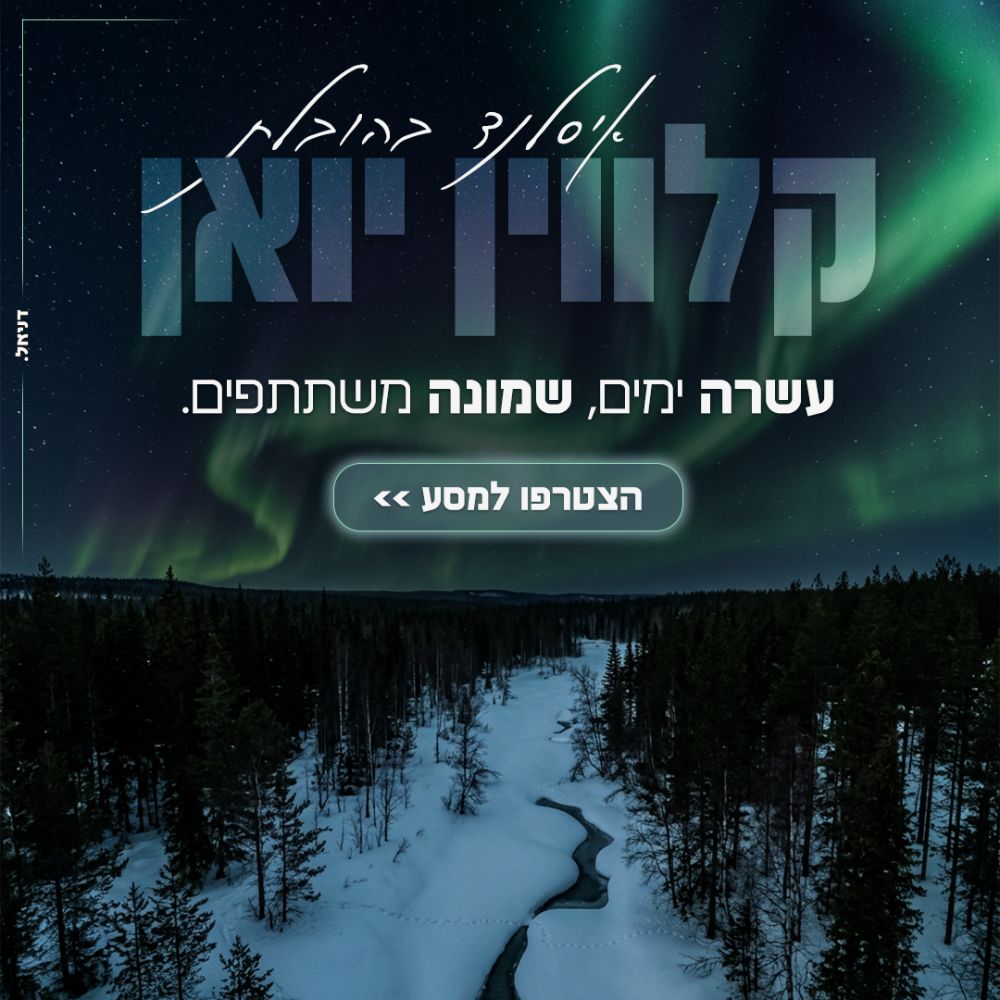 איסלנד בהובלת
קלווין יואן
עשרה ימים, שמונה משתתפים.
הצטרפו למסע >>
דניאל.